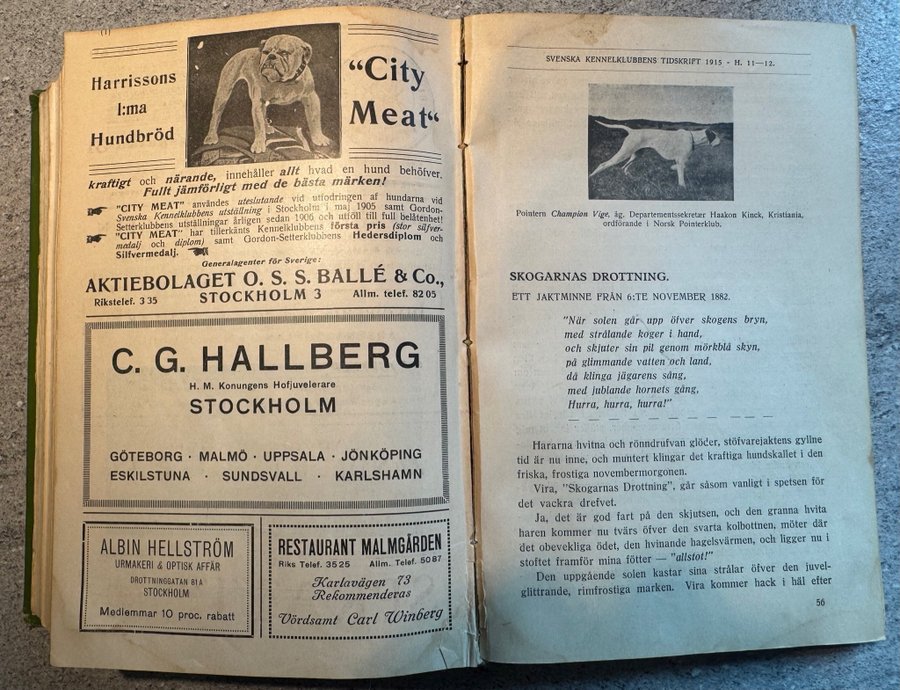 (1)
Harrissons
I:ma
Hundbröd
"City
Meat"
kraftigt och närande, innehåller allt hvad en hund behöfver.
Fullt jämförligt med de bästa märken!
"CITY MEAT" användes uteslutande vid utfodringen af hundarna vid
Svenska Kennelklubbens utställning i Stockholm i maj 1905 samt Gordon-
Setterklubbens utställningar årligen sedan 1906 och utföll till full belåtenhet!
"CITY MEAT" har tillerkänts Kennelklubbens första pris (stor silfver-
medalj och diplom) samt Gordon-Setterklubbens Hedersdiplom och
Silfvermedalj.
Generalagenter för Sverige:
AKTIEBOLAGET O. S. S. BALLÉ & Co.,
Rikstelef. 3 35 STOCKHOLM 3 Allm. telef. 82 05
C. G. HALLBERG
H. M. Konungens Hofjuvelerare
STOCKHOLM
GÖTEBORG · MALMÖ · UPPSALA · JÖNKÖPING
ESKILSTUNA · SUNDSVALL · KARLSHAMN
ALBIN HELLSTRÖM
URMAKERI & OPTISK AFFÄR
DROTTNINGGATAN 81A
STOCKHOLM
Medlemmar 10 proc. rabatt
RESTAURANT MALMGÅRDEN
Riks Telef. 35 25 Allm. Telef. 50 87
Karlavägen 73
Rekommenderas
Vördsamt Carl Winberg
SVENSKA KENNELKLUBBENS TIDSKRIFT 1915 - H. 11—12.
Pointern Champion Vige, äg. Departementssekreter Haakon Kinck, Kristiania,
ordförande i Norsk Pointerklub.
SKOGARNAS DROTTNING.
ETT JAKTMINNE FRÅN 6:TE NOVEMBER 1882.
"När solen går upp öfver skogens bryn,
med strålande koger i hand,
och skjuter sin pil genom mörkblå skyn,
på glimmande vatten och land,
då klinga jägarens sång,
med jublande hornets gång,
Hurra, hurra, hurra!"
Hararna hvitna och rönndrufvan glöder, stöfvarejaktens gyllne
tid är nu inne, och muntert klingar det kraftiga hundskallet i den
friska, frostiga novembermorgonen.
Vira, "Skogarnas Drottning", går såsom vanligt i spetsen för
det vackra drefvet.
Ja, det är god fart på den skjutsen, och den granna hvita
haren kommer nu tvärs öfver den svarta kolbottnen, möter där
det obevekliga ödet, den hvinande hagelsvärmen, och ligger nu i
stoftet framför mina fötter — "allstot!"
Den uppgående solen kastar sina strålar öfver den juvel-
glittrande, rimfrostiga marken. Vira kommer hack i häl efter
56